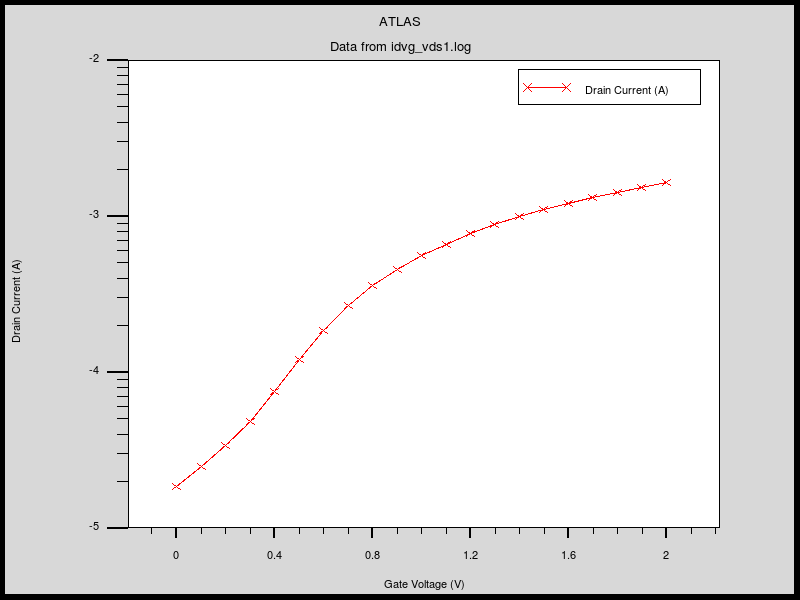 ATLAS
Data from idvg_vds1.log
Drain Current (A)
-2
-3
-4
-5
Drain Current (A)
0 0.4 0.8 1.2 1.6 2
Gate Voltage (V)